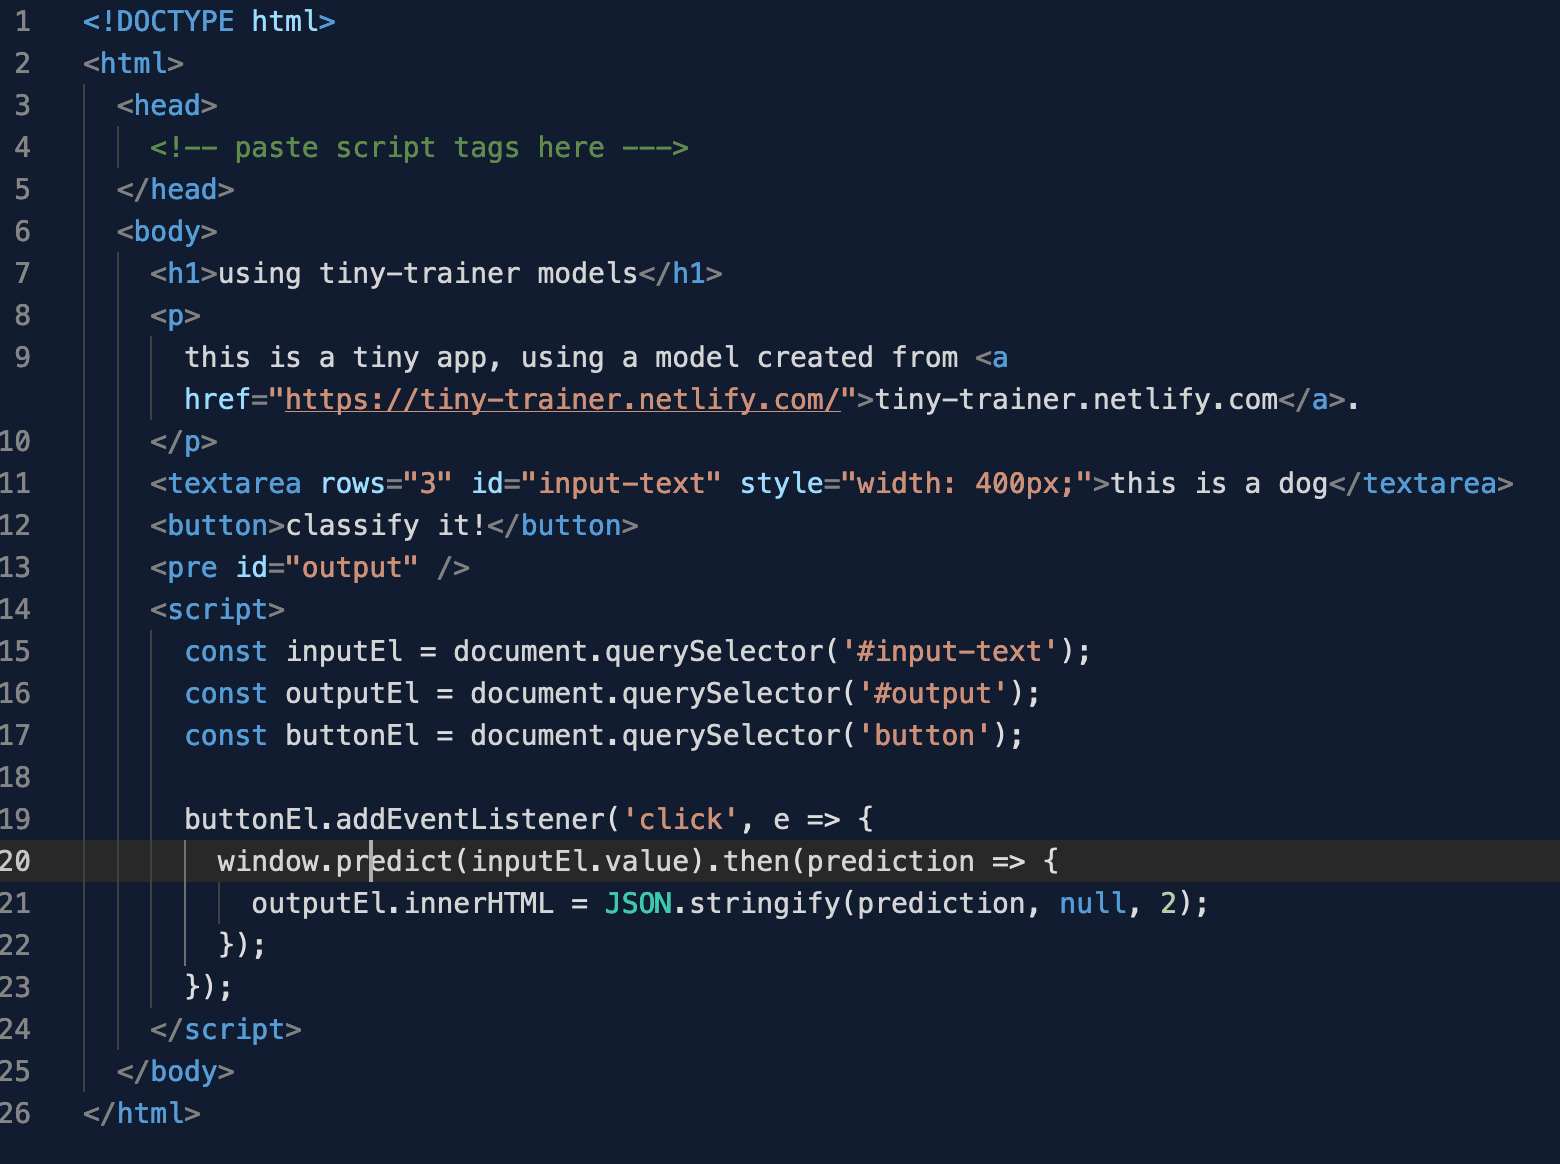 1 <!DOCTYPE html>
2 <html>
3 <head>
4 <!-- paste script tags here --->
5 </head>
6 <body>
7 <h1>using tiny-trainer models</h1>
8 <p>
9 this is a tiny app, using a model created from <a
href="https://tiny-trainer.netlify.com/">tiny-trainer.netlify.com</a>.
10 </p>
11 <textarea rows="3" id="input-text" style="width: 400px;">this is a dog</textarea>
12 <button>classify it!</button>
13 <pre id="output" />
14 <script>
15 const inputEl = document.querySelector('#input-text');
16 const outputEl = document.querySelector('#output');
17 const buttonEl = document.querySelector('button');
18
19 buttonEl.addEventListener('click', e => {
20 window.predict(inputEl.value).then(prediction => {
21 outputEl.innerHTML = JSON.stringify(prediction, null, 2);
22 });
23 });
24 </script>
25 </body>
26 </html>